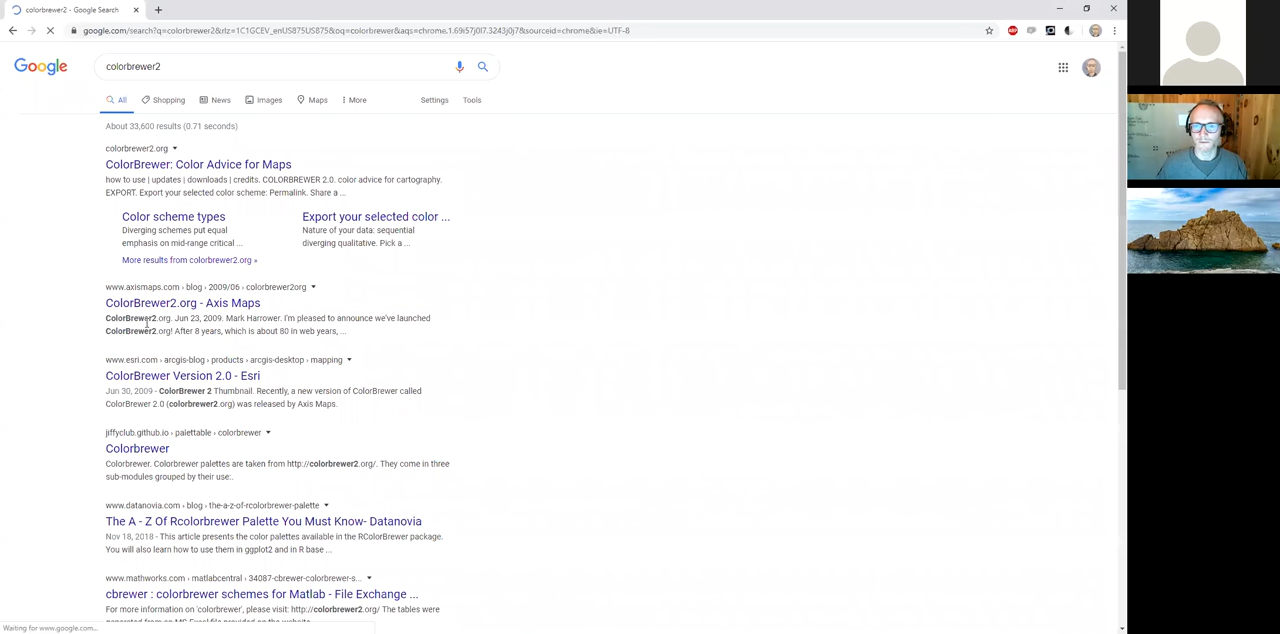 colorbrewer2 - Google Search
google.com/search?q=colorbrewer2&rlz=1C1GCEV_enUS875US875&oq=colorbrewer&aqs=chrome.1.69i57j0l7.3243j0j7&sourceid=chrome&ie=UTF-8
ABP
Google
colorbrewer2
All
Shopping
News
Images
Maps
More
Settings
Tools
About 33,600 results (0.71 seconds)
colorbrewer2.org
ColorBrewer: Color Advice for Maps
how to use | updates | downloads | credits. COLORBREWER 2.0. color advice for cartography.
EXPORT. Export your selected color scheme: Permalink. Share a ...
Color scheme types
Diverging schemes put equal
emphasis on mid-range critical ...
Export your selected color ...
Nature of your data: sequential
diverging qualitative. Pick a ...
More results from colorbrewer2.org »
www.axismaps.com › blog › 2009/06 › colorbrewer2org
ColorBrewer2.org - Axis Maps
ColorBrewer2.org. Jun 23, 2009. Mark Harrower. I'm pleased to announce we've launched
ColorBrewer2.org! After 8 years, which is about 80 in web years, ...
www.esri.com › arcgis-blog › products › arcgis-desktop › mapping
ColorBrewer Version 2.0 - Esri
Jun 30, 2009 - ColorBrewer 2 Thumbnail. Recently, a new version of ColorBrewer called
ColorBrewer 2.0 (colorbrewer2.org) was released by Axis Maps.
jiffyclub.github.io › palettable › colorbrewer
Colorbrewer
Colorbrewer. Colorbrewer palettes are taken from http://colorbrewer2.org/. They come in three
sub-modules grouped by their use:.
www.datanovia.com › blog › the-a-z-of-rcolorbrewer-palette
The A - Z Of Rcolorbrewer Palette You Must Know- Datanovia
Nov 18, 2018 - This article presents the color palettes available in the RColorBrewer package.
You will also learn how to use them in ggplot2 and in R base ...
www.mathworks.com › matlabcentral › 34087-cbrewer-colorbrewer-s...
cbrewer : colorbrewer schemes for Matlab - File Exchange ...
For more information on 'colorbrewer', please visit: http://colorbrewer2.org/ The tables were
generated from an MS Excel file provided on the website
Waiting for www.google.com...